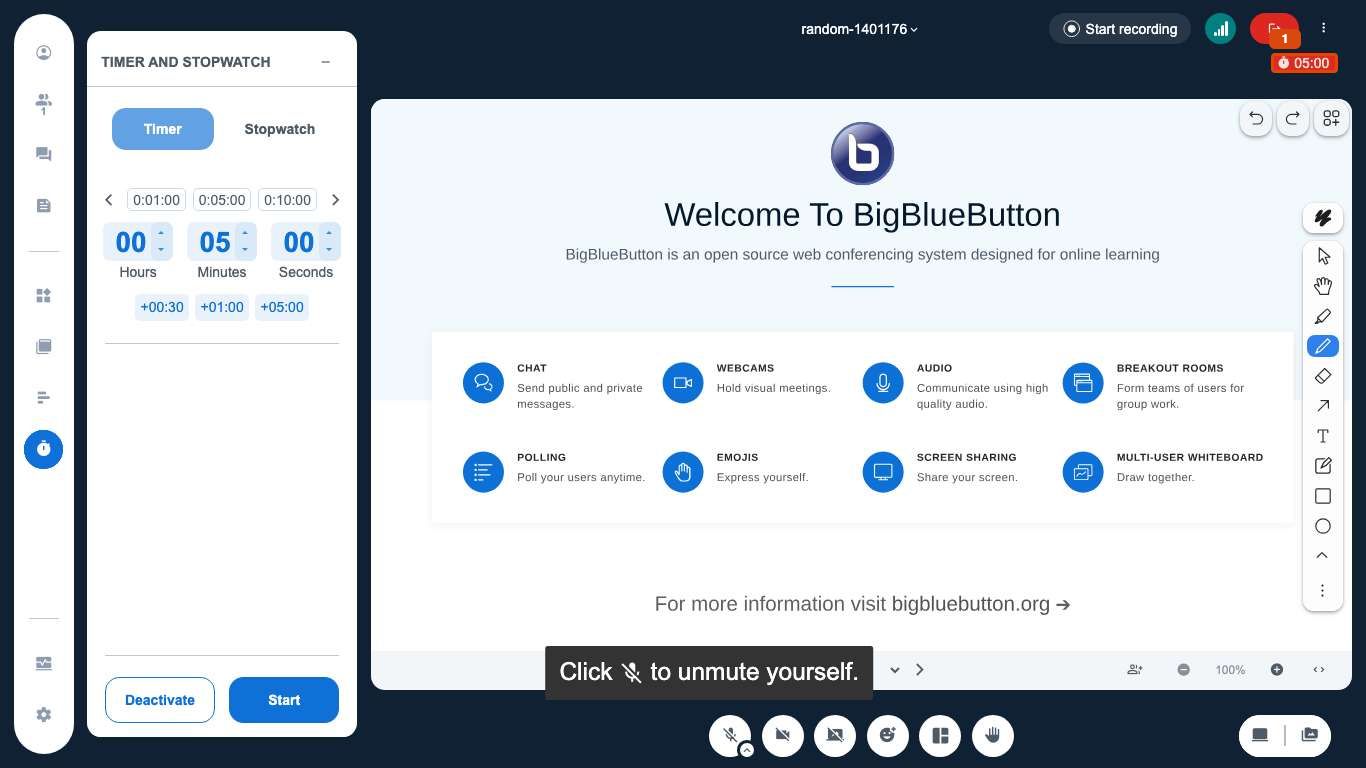 random-1401176
Start recording
1
05:00
TIMER AND STOPWATCH
1
Timer
Stopwatch
0:01:00
0:05:00
0:10:00
00
05
00
Hours
Minutes
Seconds
+00:30
+01:00
+05:00
Deactivate
Start
b
Welcome To BigBlueButton
BigBlueButton is an open source web conferencing system designed for online learning
CHAT
Send public and private
messages.
WEBCAMS
Hold visual meetings.
AUDIO
Communicate using high
quality audio.
BREAKOUT ROOMS
Form teams of users for
group work.
POLLING
Poll your users anytime.
EMOJIS
Express yourself.
SCREEN SHARING
Share your screen.
MULTI-USER WHITEBOARD
Draw together.
For more information visit bigbluebutton.org ➔
T
Click to unmute yourself.
100%